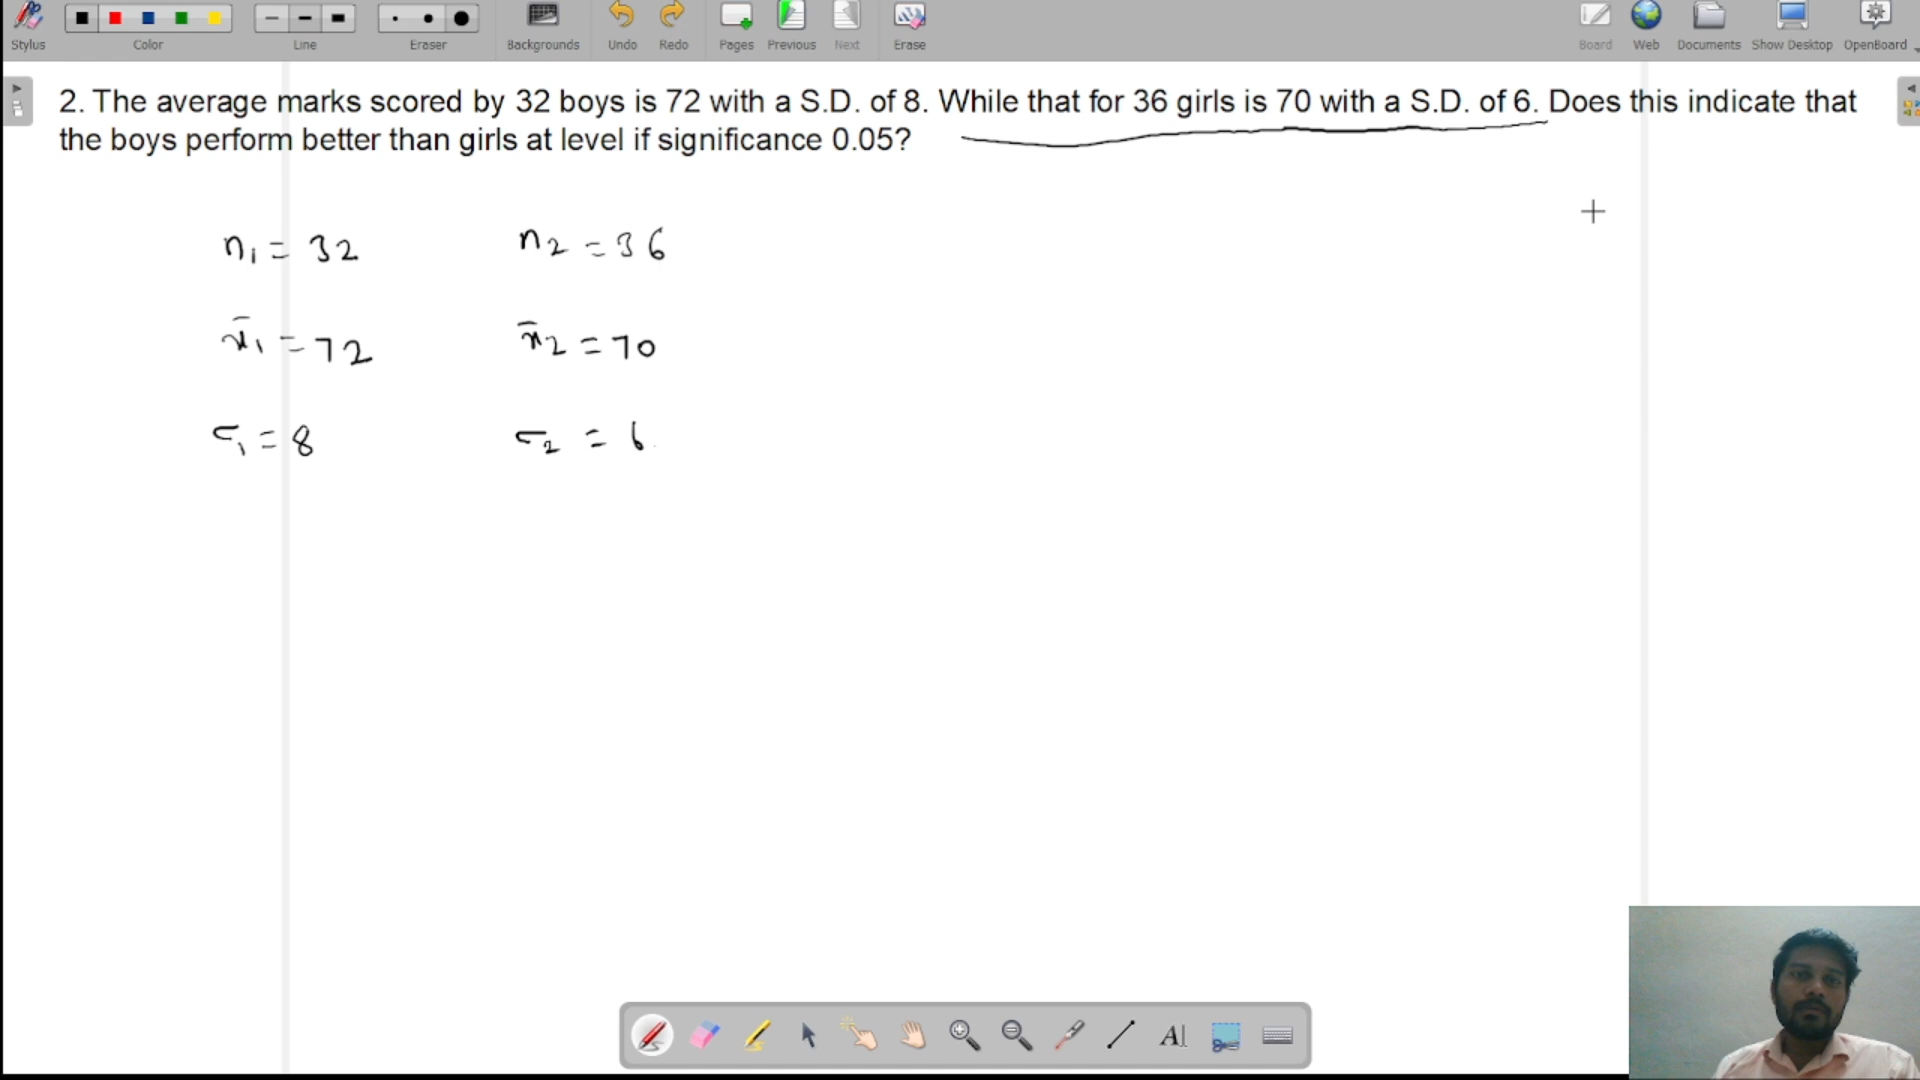 Stylus Color Line Eraser Backgrounds Undo Redo Pages Previous Next Erase Board Web Documents Show Desktop OpenBoard
2. The average marks scored by 32 boys is 72 with a S.D. of 8. While that for 36 girls is 70 with a S.D. of 6. Does this indicate that
the boys perform better than girls at level if significance 0.05?
n₁ = 32 n₂ = 36
x̄₁ = 72 x̄₂ = 70
σ₁ = 8 σ₂ = 6